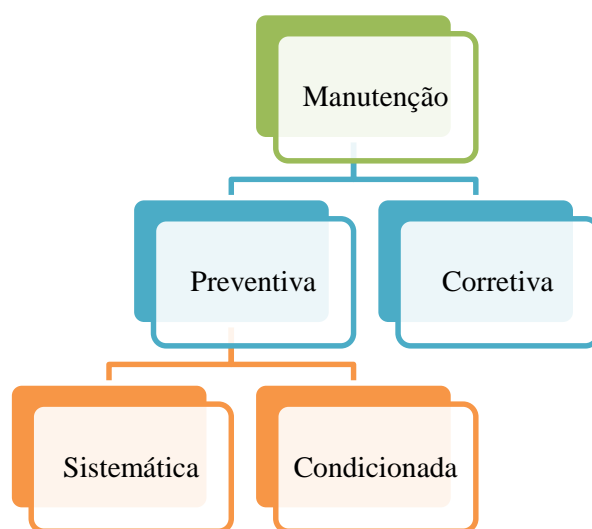 Manutenção
Preventiva
Corretiva
Sistemática
Condicionada